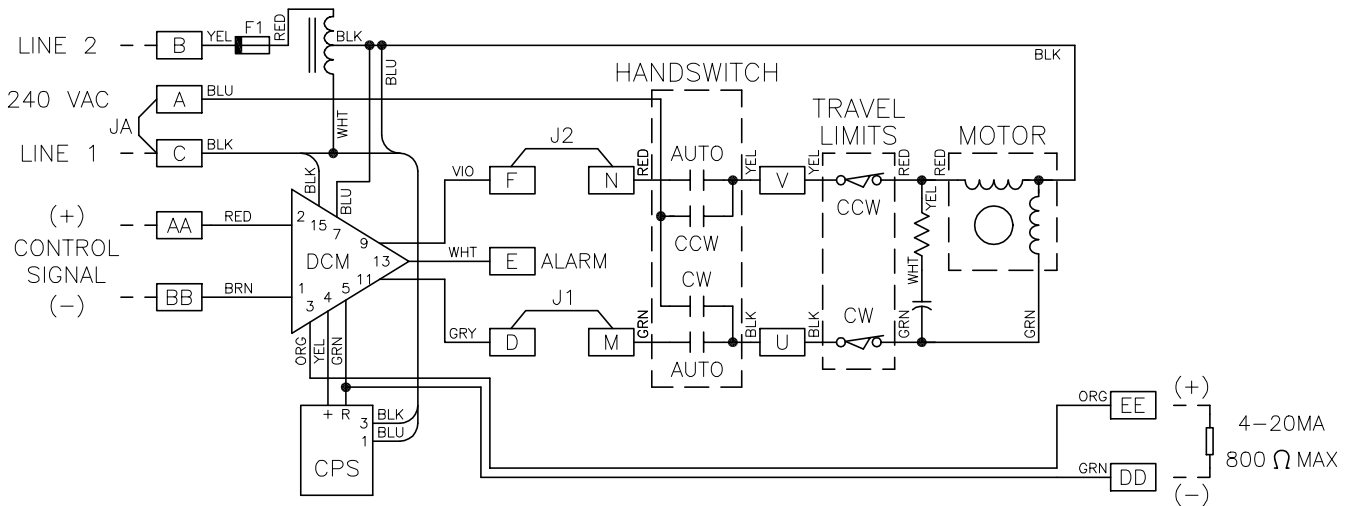 LINE 2
B
YEL
F1
RED
BLK
BLU
BLK
240 VAC
A
BLU
JA
LINE 1
C
BLK
WHT
HANDSWITCH
TRAVEL
LIMITS
MOTOR
J2
AUTO
VIO
F
N
RED
YEL
V
YEL
RED
RED
CCW
YEL
BLK
BLU
(+)
CONTROL
SIGNAL
(-)
AA
RED
BB
BRN
2
15
7
9
DCM
13
11
1
3
4
5
WHT
E
ALARM
CCW
CW
WHT
J1
GRY
D
M
GRN
BLK
U
BLK
CW
GRN
GRN
AUTO
ORG
YEL
GRN
+ R
3
1
CPS
BLK
BLU
ORG
EE
(+)
4-20MA
800 Ω MAX
GRN
DD
(-)